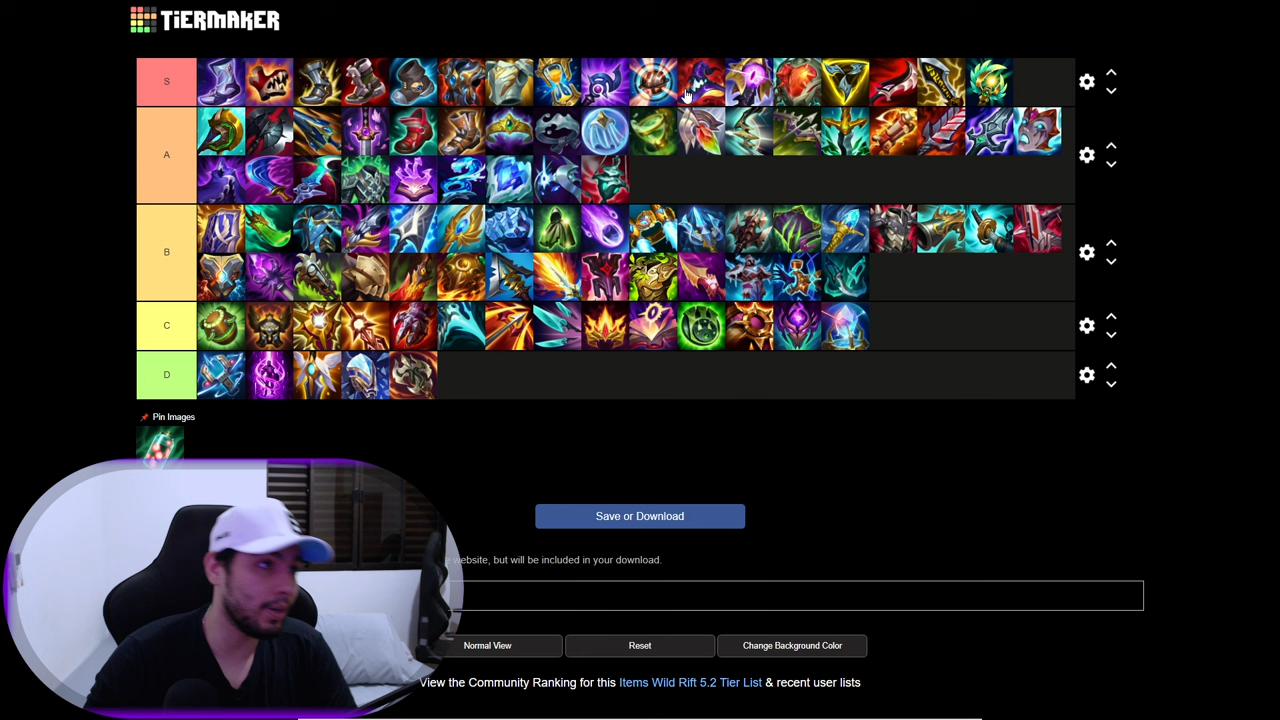 TiERMAKER
S
A
B
C
D
Pin Images
Save or Download
website, but will be included in your download.
Normal View
Reset
Change Background Color
View the Community Ranking for this Items Wild Rift 5.2 Tier List & recent user lists